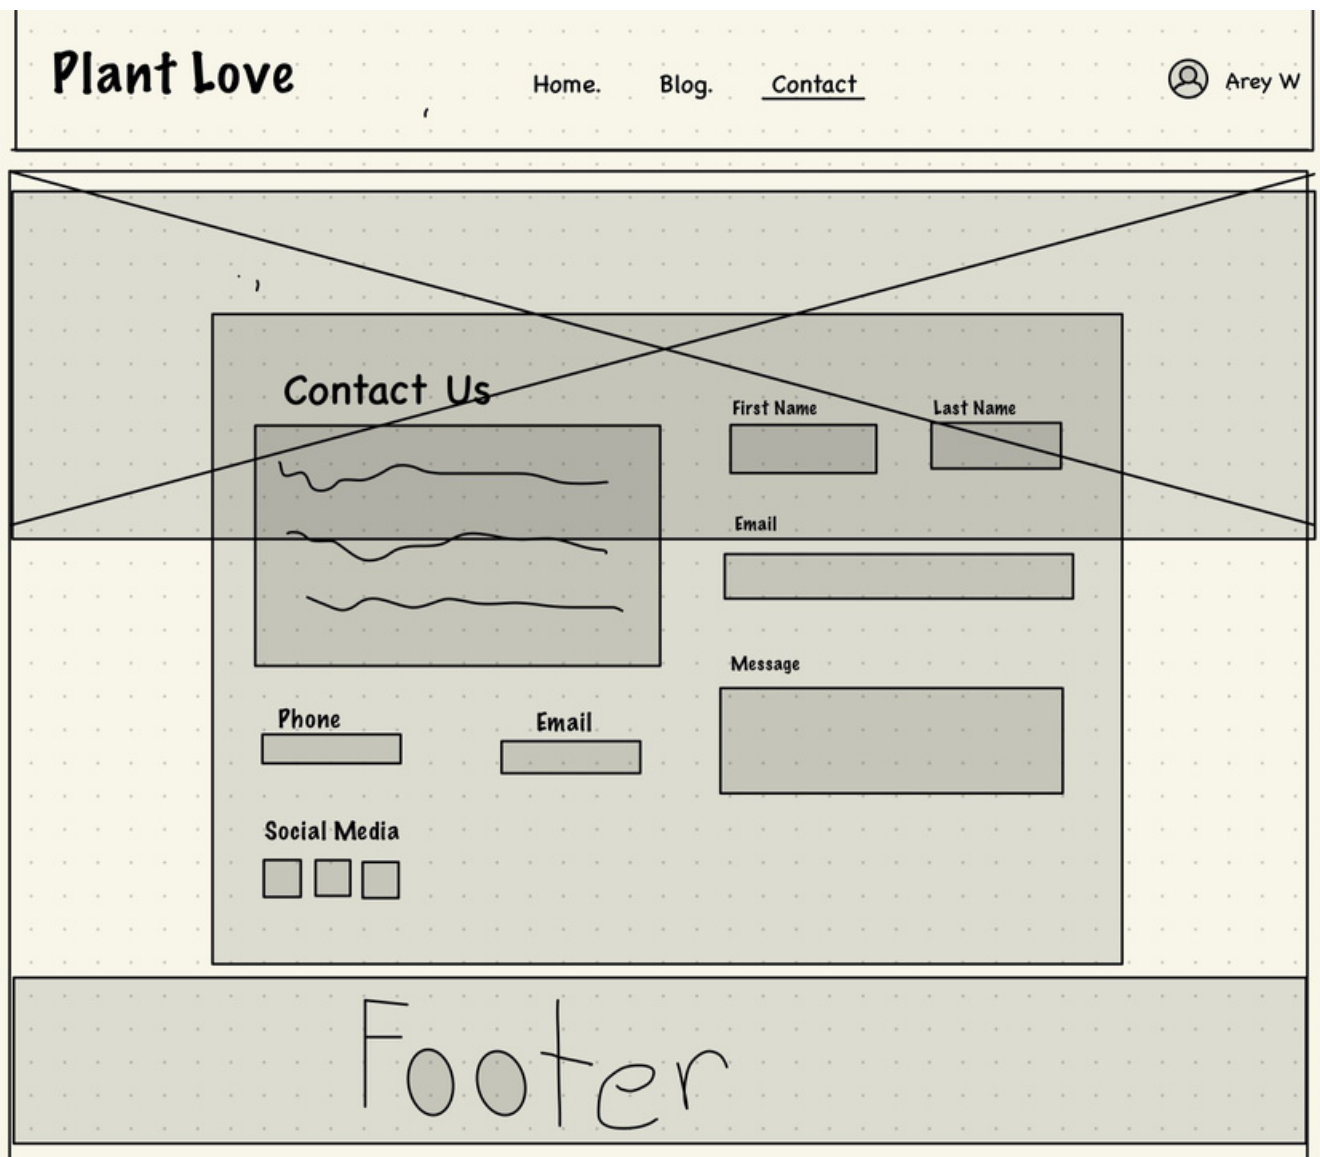 Plant Love
Home. Blog. Contact
Arey W
Contact Us
First Name
Last Name
Email
Message
Phone
Email
Social Media
Footer